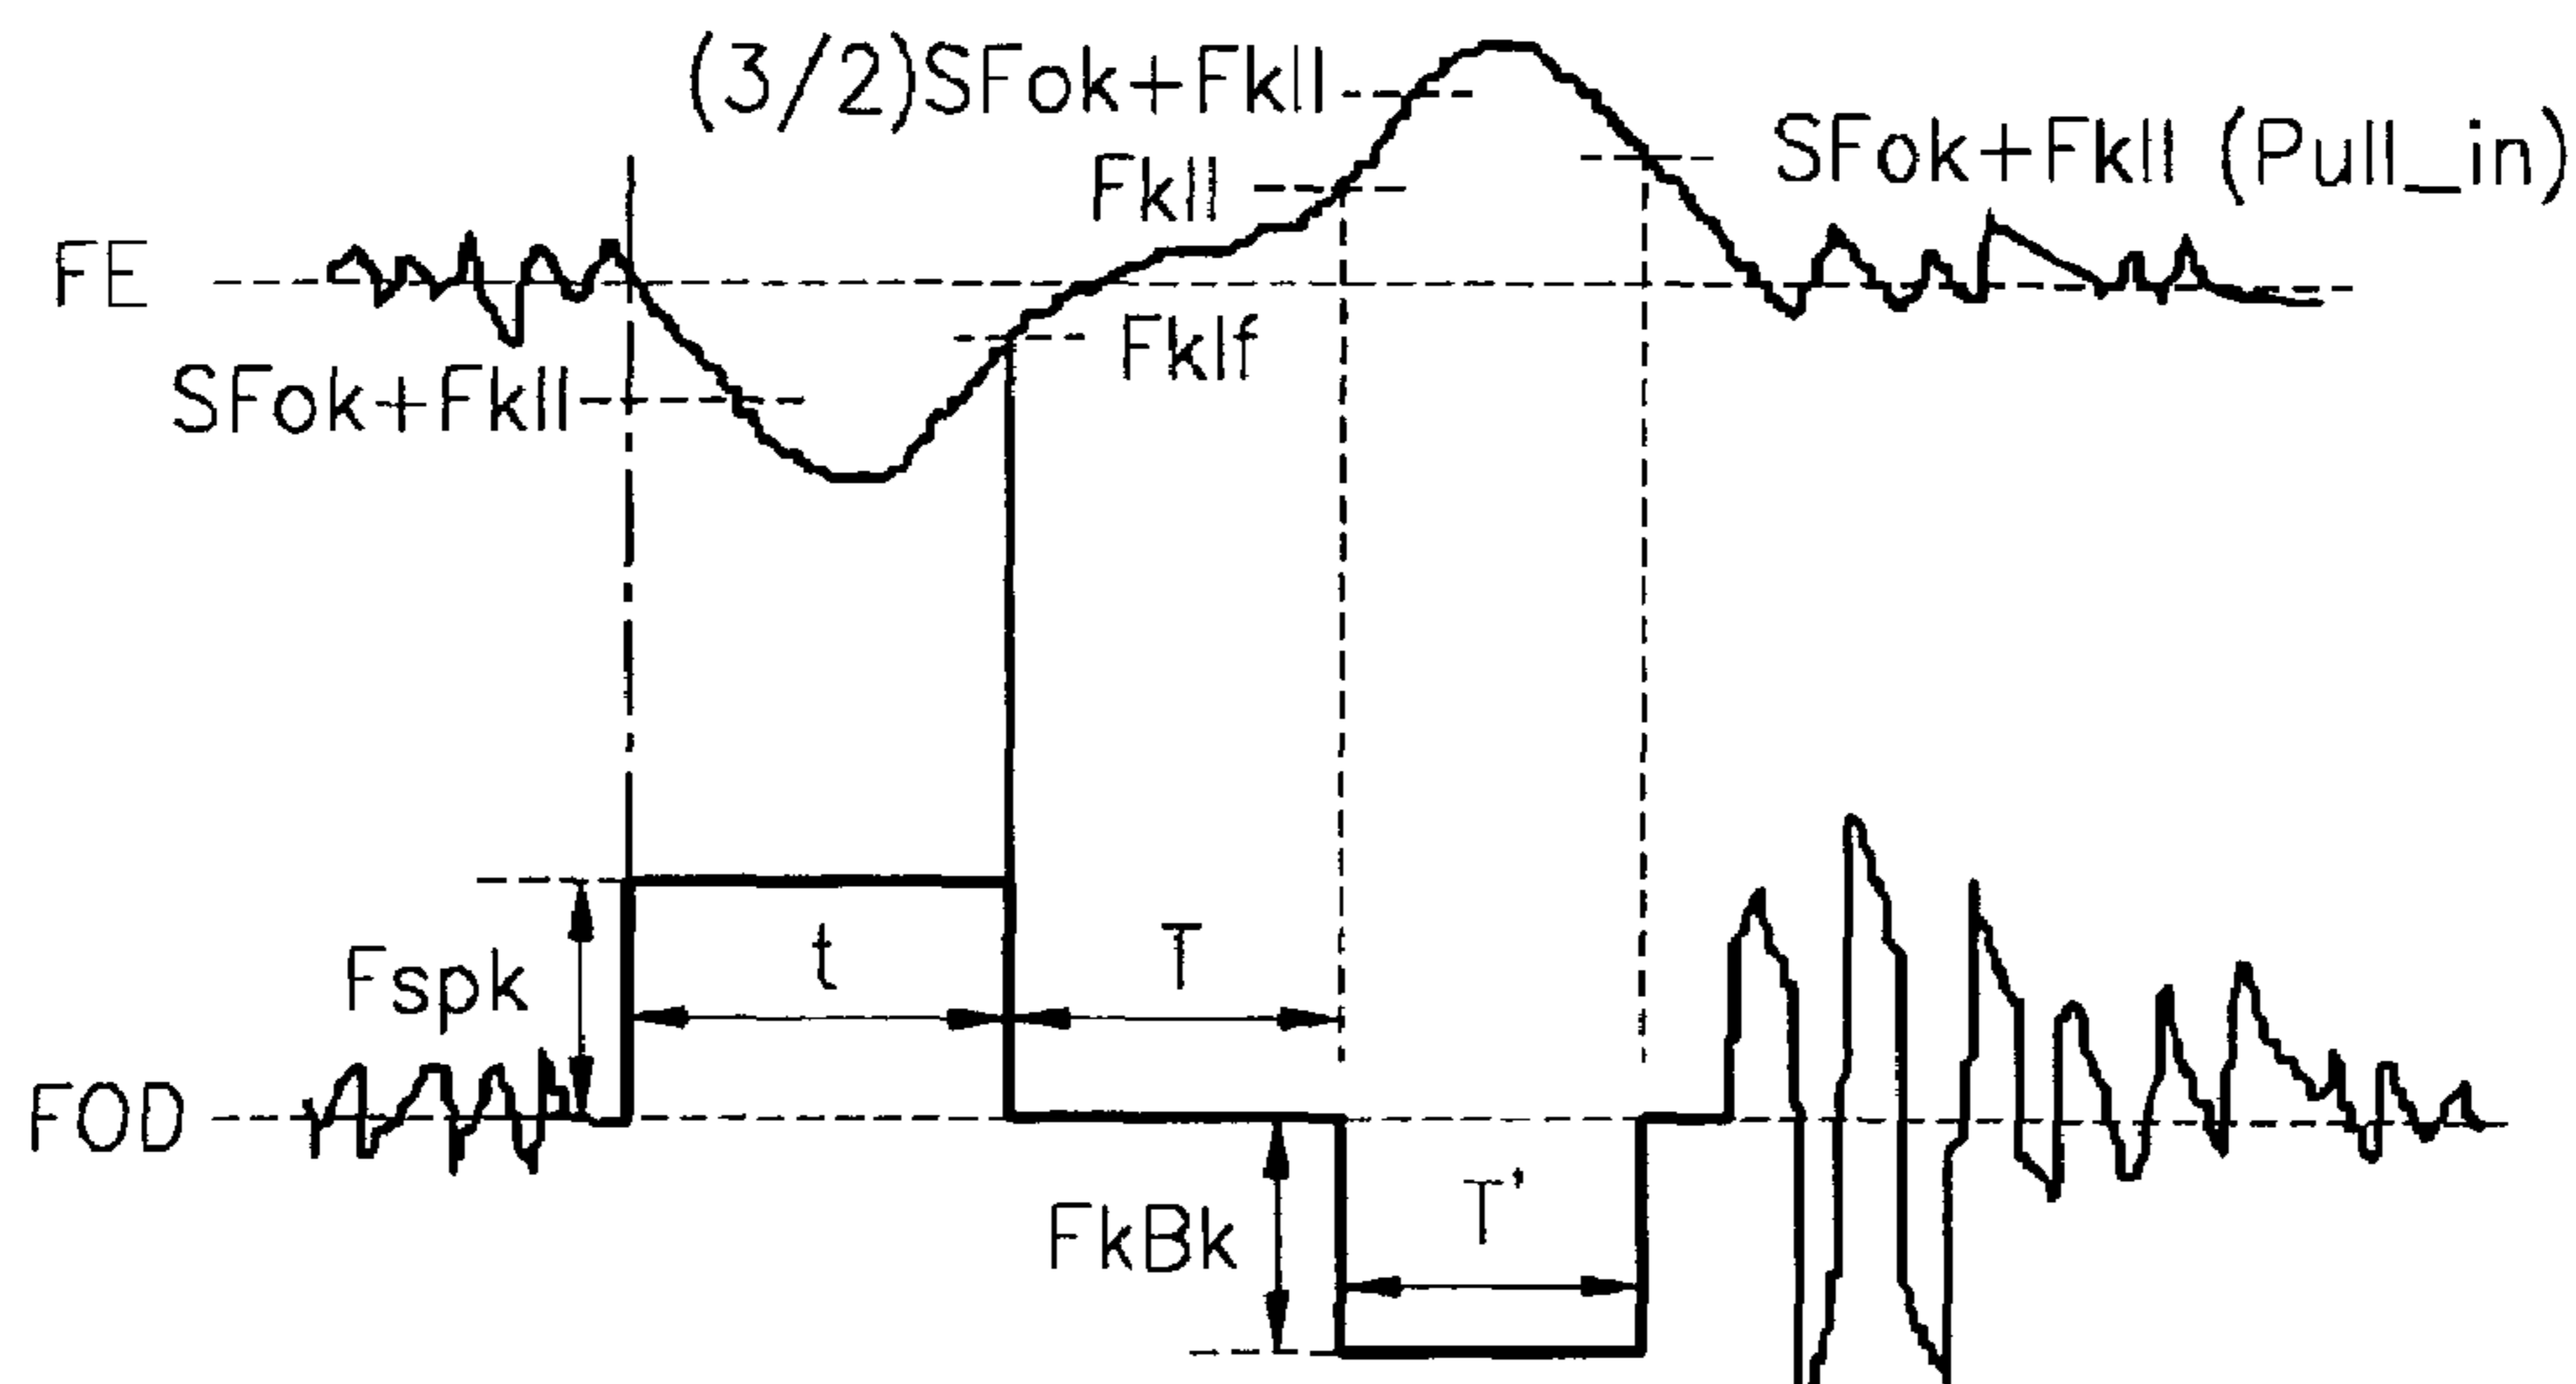 (3/2)SFok+Fkll
SFok+Fkll (Pull_in)
Fkll
FE
Fklf
SFok+Fkll
Fspk
t
T
FOD
FkBk
T'